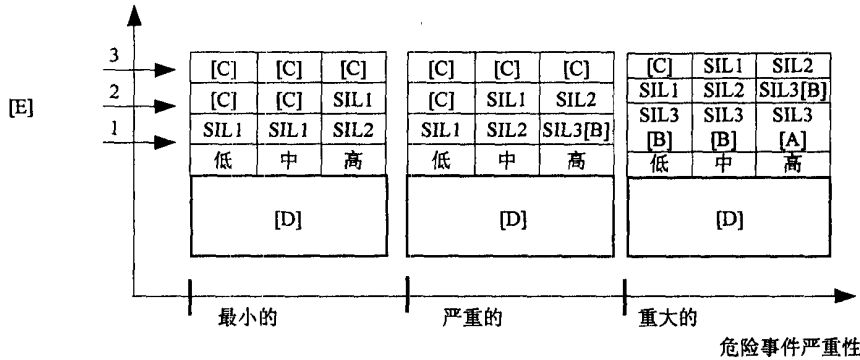 3 [C] [C] [C] [C] [C] [C] [C] SIL1 SIL2
[E] 2 [C] [C] SIL1 [C] SIL1 SIL2 SIL1 SIL2 SIL3[B]
1 SIL1 SIL1 SIL2 SIL1 SIL2 SIL3[B] SIL3 SIL3 SIL3
[B] [B] [A]
低 中 高 低 中 高 低 中 高
[D] [D] [D]
最小的 严重的 重大的
危险事件严重性